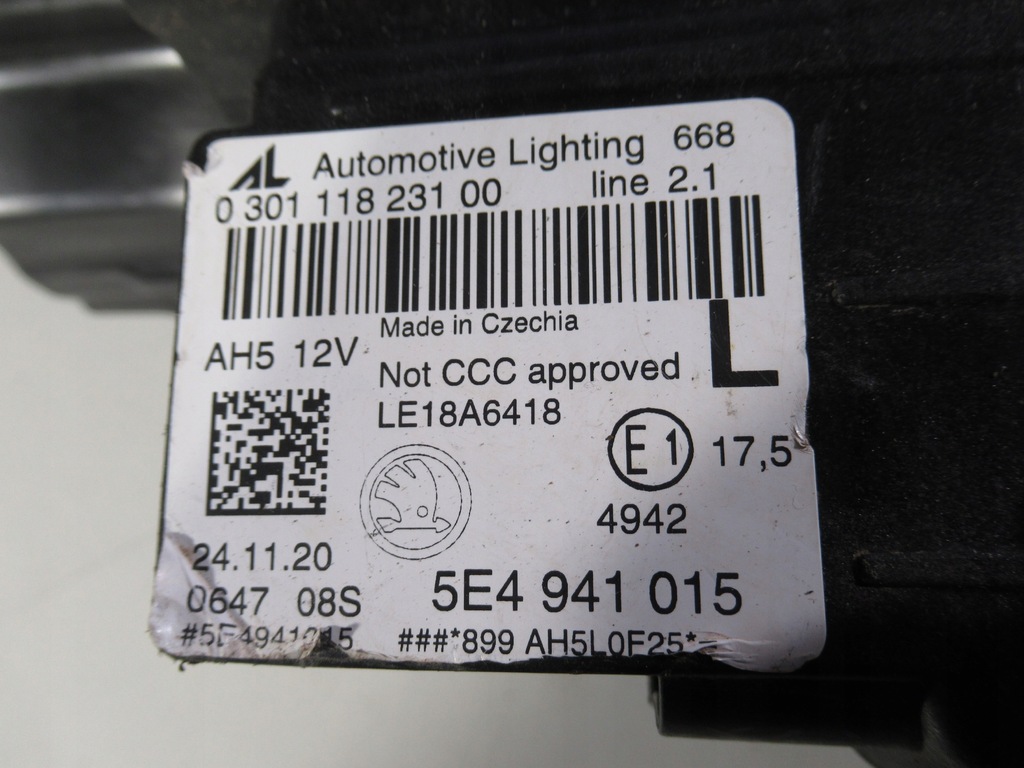 AL Automotive Lighting 668
0 301 118 231 00 line 2.1
Made in Czechia
L
AH5 12V
Not CCC approved
LE18A6418
E1 17,5
4942
24.11.20
5E4 941 015
0647 08S
###*899 AH5L0F25*